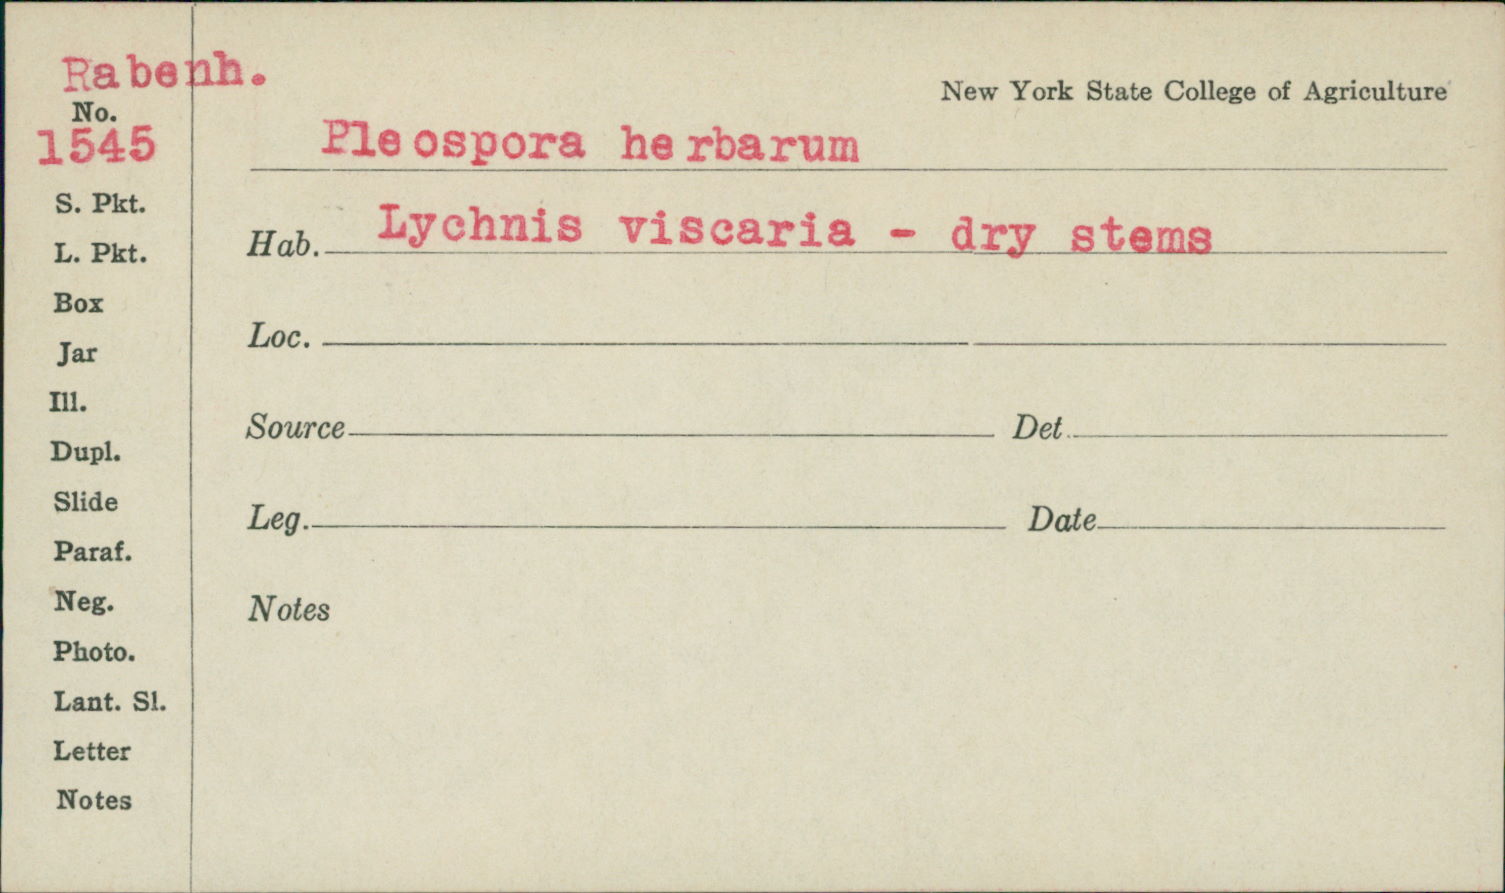 Rabenh.
New York State College of Agriculture
No.
1545
Pleospora herbarum
S. Pkt.
Hab. Lychnis viscaria - dry stems
L. Pkt.
Box
Loc.
Jar
Ill.
Source Det.
Dupl.
Slide
Leg. Date
Paraf.
Neg.
Notes
Photo.
Lant. Sl.
Letter
Notes